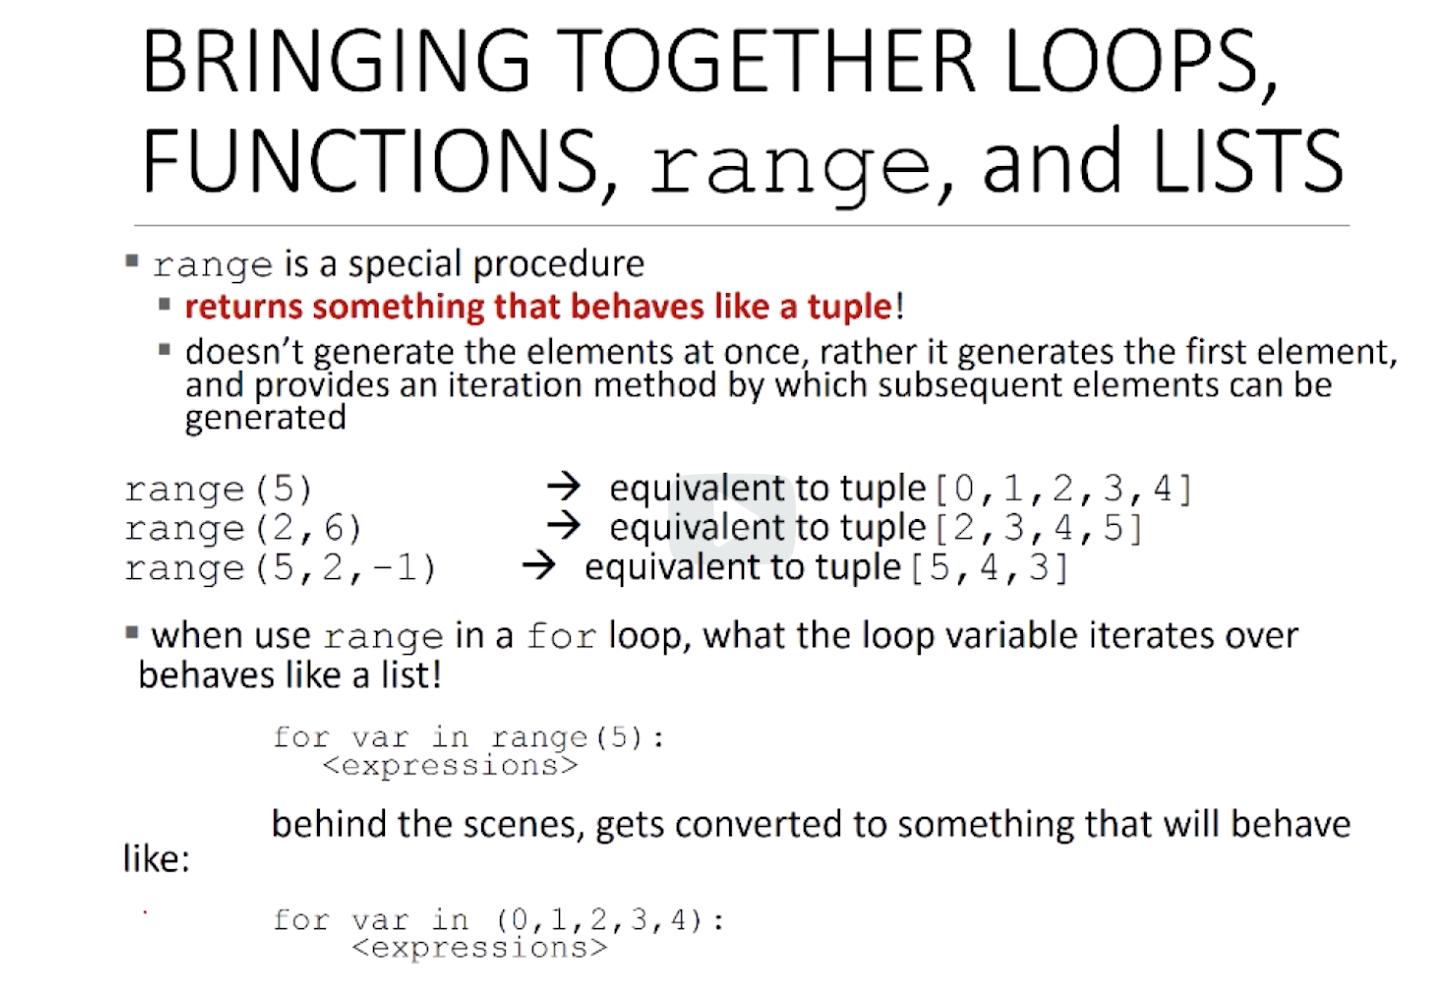 BRINGING TOGETHER LOOPS,
FUNCTIONS, range, and LISTS
▪ range is a special procedure
▪ returns something that behaves like a tuple!
▪ doesn’t generate the elements at once, rather it generates the first element,
and provides an iteration method by which subsequent elements can be
generated
range(5) → equivalent to tuple [0,1,2,3,4]
range(2,6) → equivalent to tuple [2,3,4,5]
range(5,2,-1) → equivalent to tuple [5,4,3]
▪ when use range in a for loop, what the loop variable iterates over
behaves like a list!
for var in range(5):
<expressions>
behind the scenes, gets converted to something that will behave
like:
for var in (0,1,2,3,4):
<expressions>